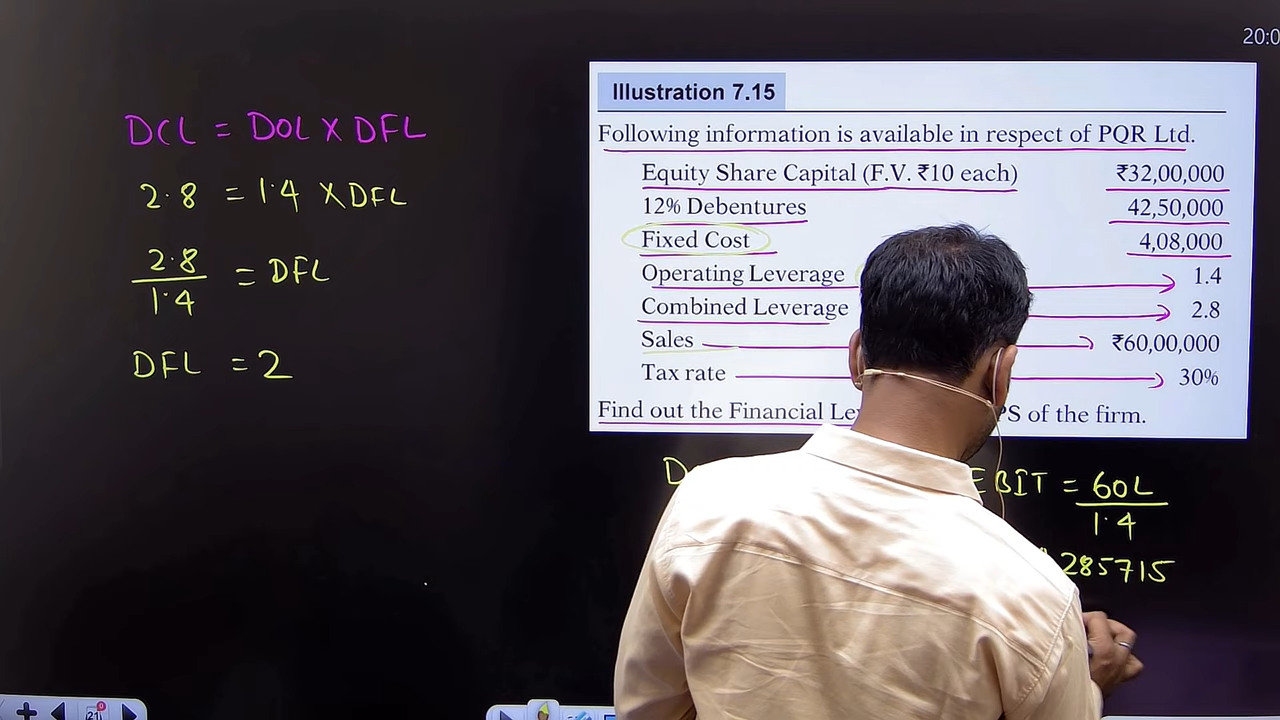 20:0
DCL = DOL X DFL
2.8 = 1.4 X DFL
2.8
1.4
= DFL
DFL = 2
Illustration 7.15
Following information is available in respect of PQR Ltd.
Equity Share Capital (F.V. ₹10 each) ₹32,00,000
12% Debentures 42,50,000
Fixed Cost 4,08,000
Operating Leverage 1.4
Combined Leverage 2.8
Sales ₹60,00,000
Tax rate 30%
Find out the Financial of the firm.
EBIT = 60L
1.4
285715
21